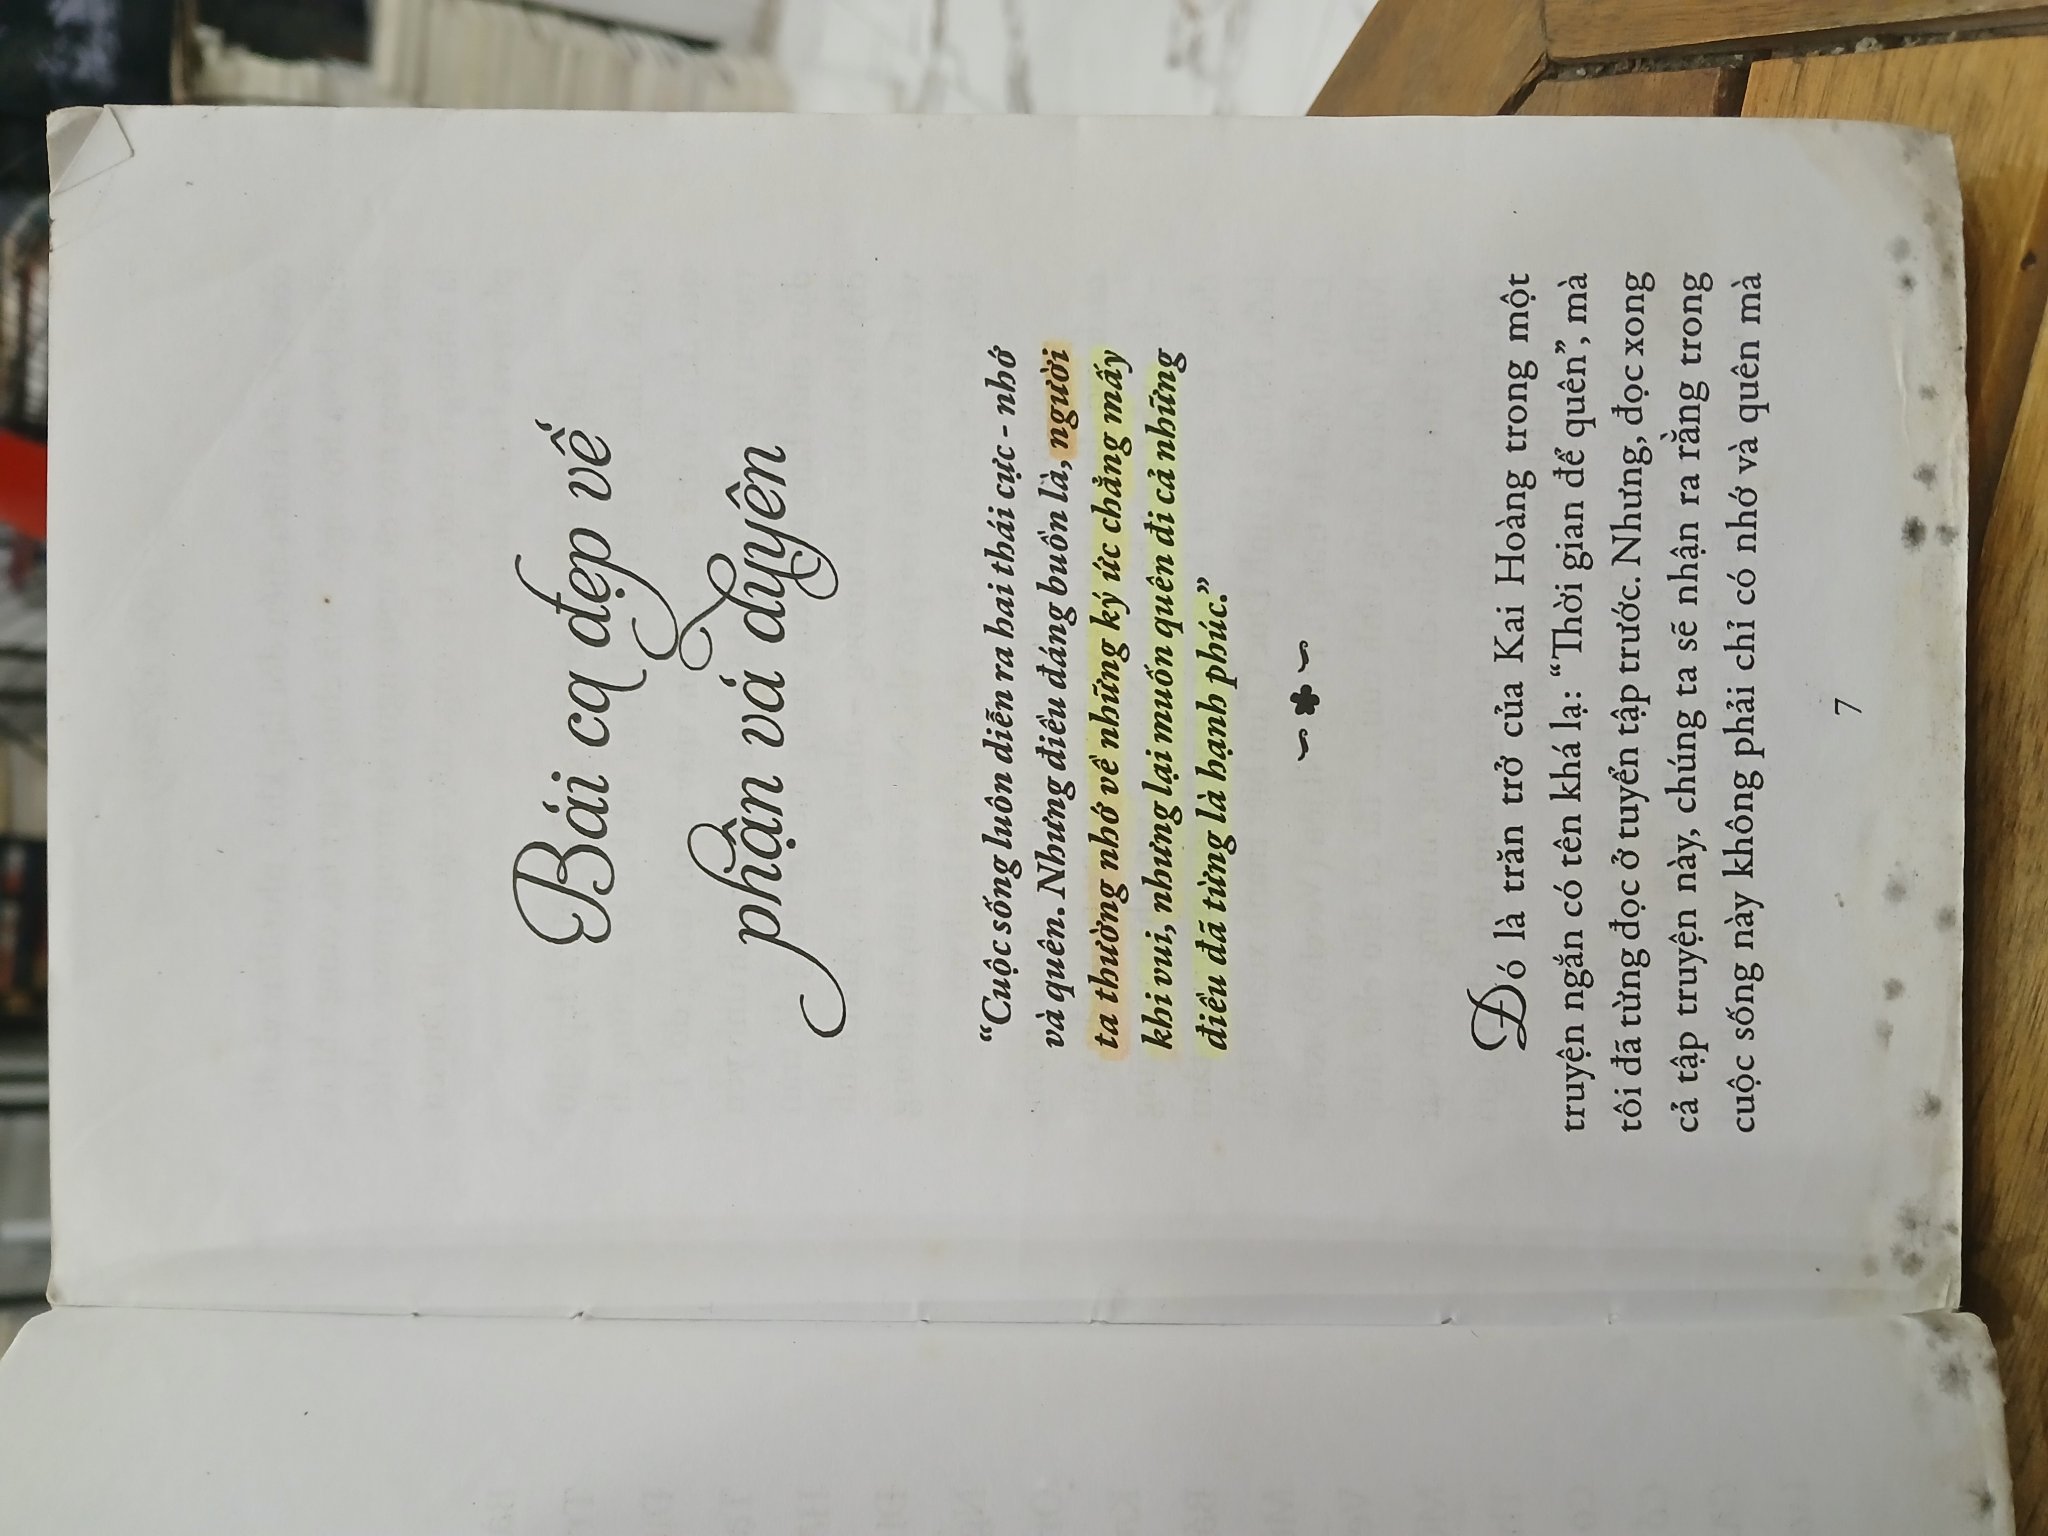 Bài ca đẹp về
phận và duyên
“Cuộc sống luôn diễn ra hai thái cực - nhớ
và quên. Nhưng điều đáng buồn là, người
ta thường nhớ về những ký ức chẳng mấy
khi vui, nhưng lại muốn quên đi cả những
điều đã từng là hạnh phúc.”
Đó là trăn trở của Kai Hoàng trong một
truyện ngắn có tên khá lạ: “Thời gian để quên”, mà
tôi đã từng đọc ở tuyển tập trước. Nhưng, đọc xong
cả tập truyện này, chúng ta sẽ nhận ra rằng trong
cuộc sống này không phải chỉ có nhớ và quên mà
7